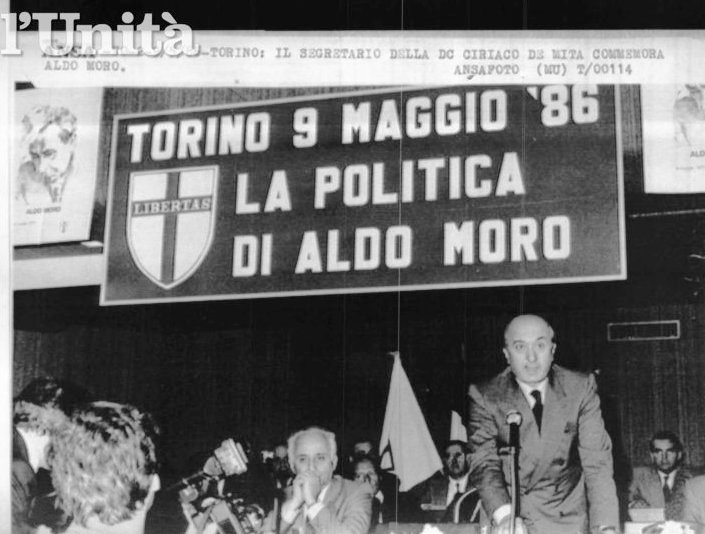 l'Unità
-TORINO: IL SEGRETARIO DELLA DC CIRIACO DE MITA COMMEMORA
ALDO MORO. ANSAFOTO (MU) T/00114
TORINO 9 MAGGIO '86
LIBERTAS
LA POLITICA
DI ALDO MORO
ALDO MORO
ALDO